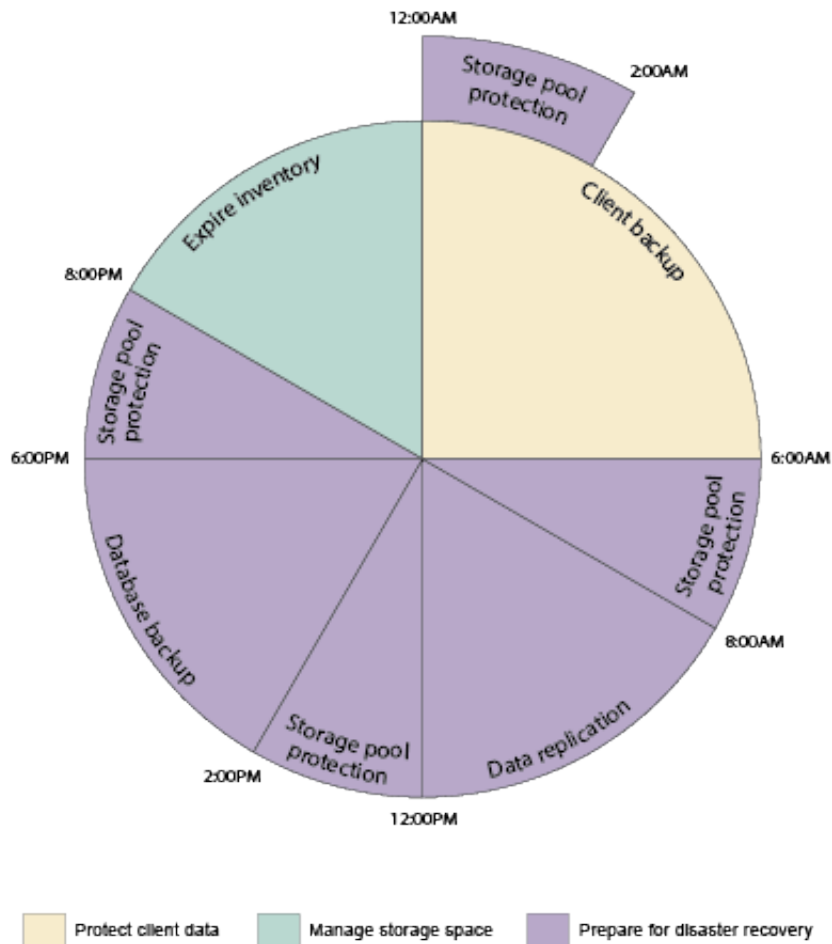 12:00AM
Storage pool
protection
2:00AM
Client backup
Expire inventory
8:00PM
Storage pool
protection
6:00PM
6:00AM
Storage pool
protection
Database backup
8:00AM
Data replication
Storage pool
protection
2:00PM
12:00PM
Protect client data
Manage storage space
Prepare for disaster recovery